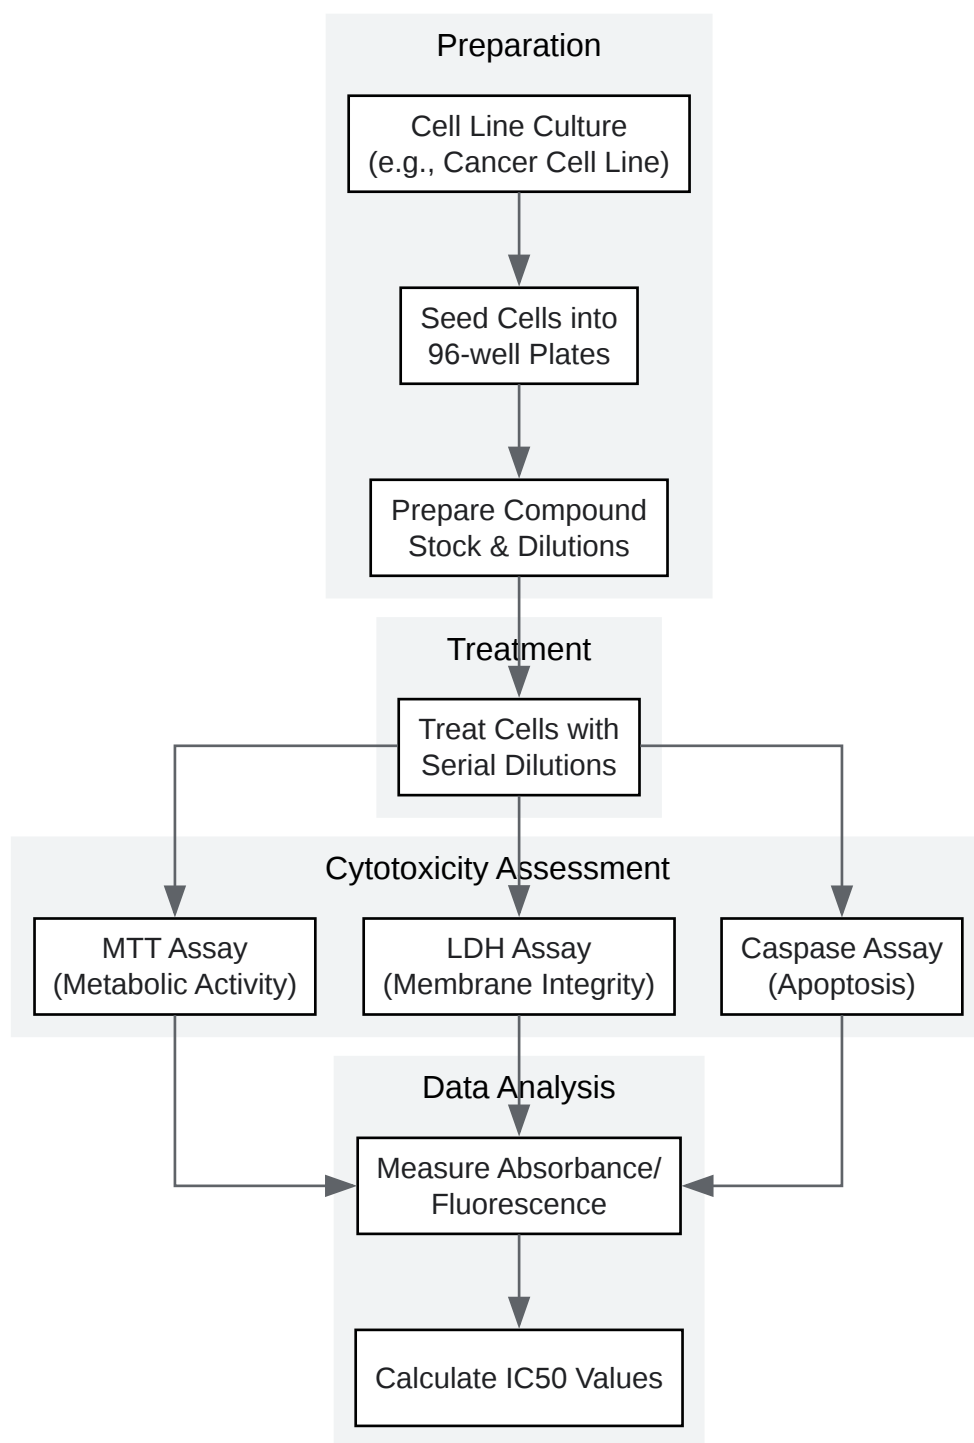 Preparation
Cell Line Culture
(e.g., Cancer Cell Line)
Seed Cells into
96-well Plates
Prepare Compound
Stock & Dilutions
Treatment
Treat Cells with
Serial Dilutions
Cytotoxicity Assessment
MTT Assay
(Metabolic Activity)
LDH Assay
(Membrane Integrity)
Caspase Assay
(Apoptosis)
Data Analysis
Measure Absorbance/
Fluorescence
Calculate IC50 Values